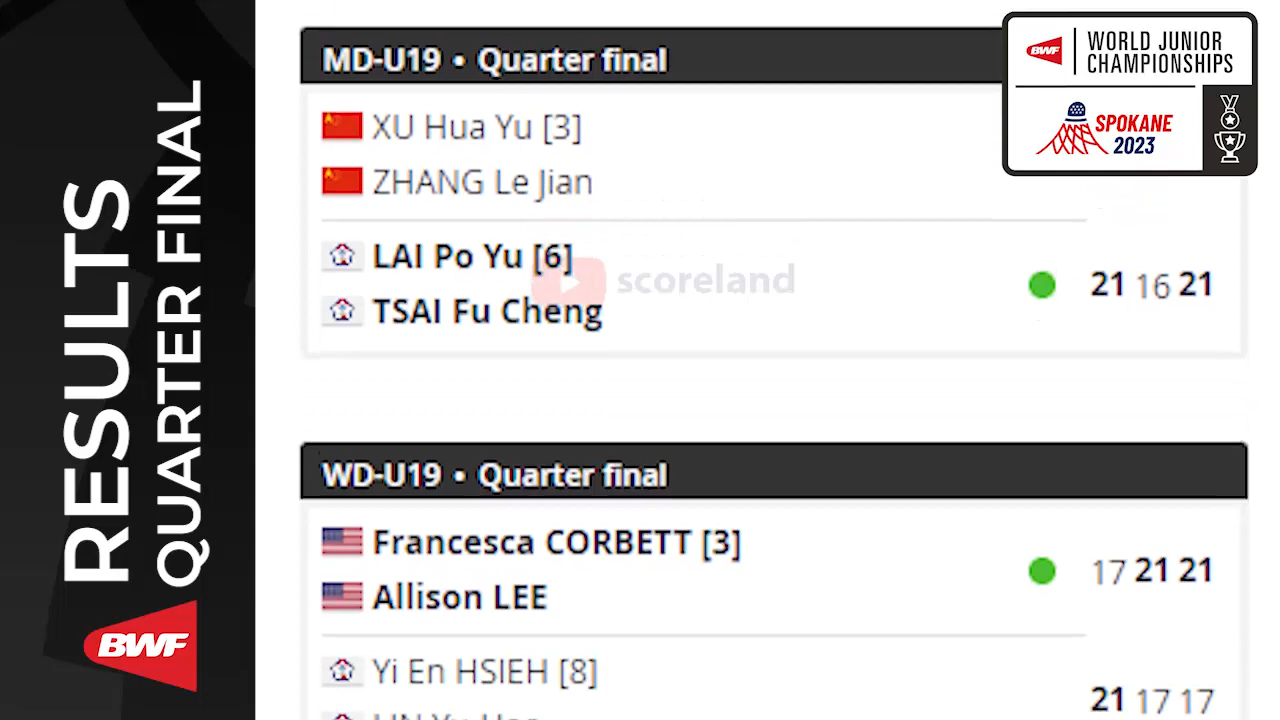 RESULTS
QUARTER FINAL
BWF
MD-U19 • Quarter final
XU Hua Yu [3]
ZHANG Le Jian
LAI Po Yu [6]
TSAI Fu Cheng
21 16 21
scoreland
WD-U19 • Quarter final
Francesca CORBETT [3]
Allison LEE
17 21 21
Yi En HSIEH [8]
21 17 17
BWF
WORLD JUNIOR
CHAMPIONSHIPS
SPOKANE
2023